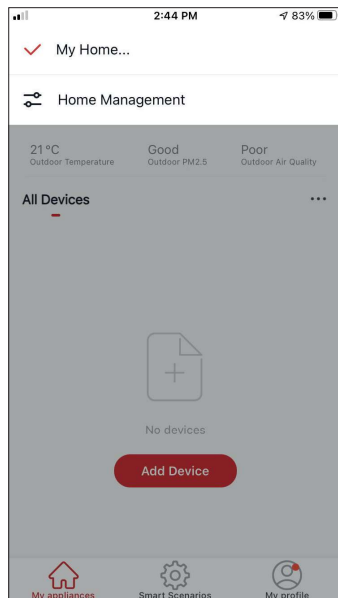 2:44 PM 83%
My Home...
Home Management
21 °C Good Poor
Outdoor Temperature Outdoor PM2.5 Outdoor Air Quality
All Devices ...
No devices
Add Device
My appliances Smart Scenarios My profile